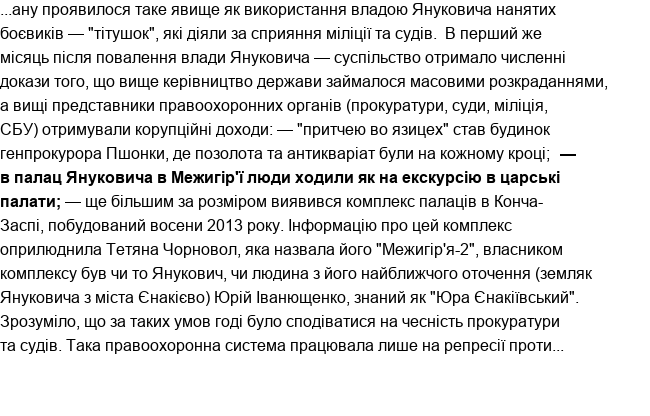 ...ану проявилося таке явище як використання владою Януковича нанятих
боєвиків — "тітушок", які діяли за сприяння міліції та судів. В перший же
місяць після повалення влади Януковича — суспільство отримало численні
докази того, що вище керівництво держави займалося масовими розкраданнями,
а вищі представники правоохоронних органів (прокуратури, суди, міліція,
СБУ) отримували корупційні доходи: — "притчею во язицех" став будинок
генпрокурора Пшонки, де позолота та антикваріат були на кожному кроці; —
в палац Януковича в Межигір'ї люди ходили як на екскурсію в царські
палати; — ще більшим за розміром виявився комплекс палаців в Конча-
Заспі, побудований восени 2013 року. Інформацію про цей комплекс
оприлюднила Тетяна Чорновол, яка назвала його "Межигір'я-2", власником
комплексу був чи то Янукович, чи людина з його найближчого оточення (земляк
Януковича з міста Єнакієво) Юрій Іванющенко, знаний як "Юра Єнакіївський".
Зрозуміло, що за таких умов годі було сподіватися на чесність прокуратури
та судів. Така правоохоронна система працювала лише на репресії проти...